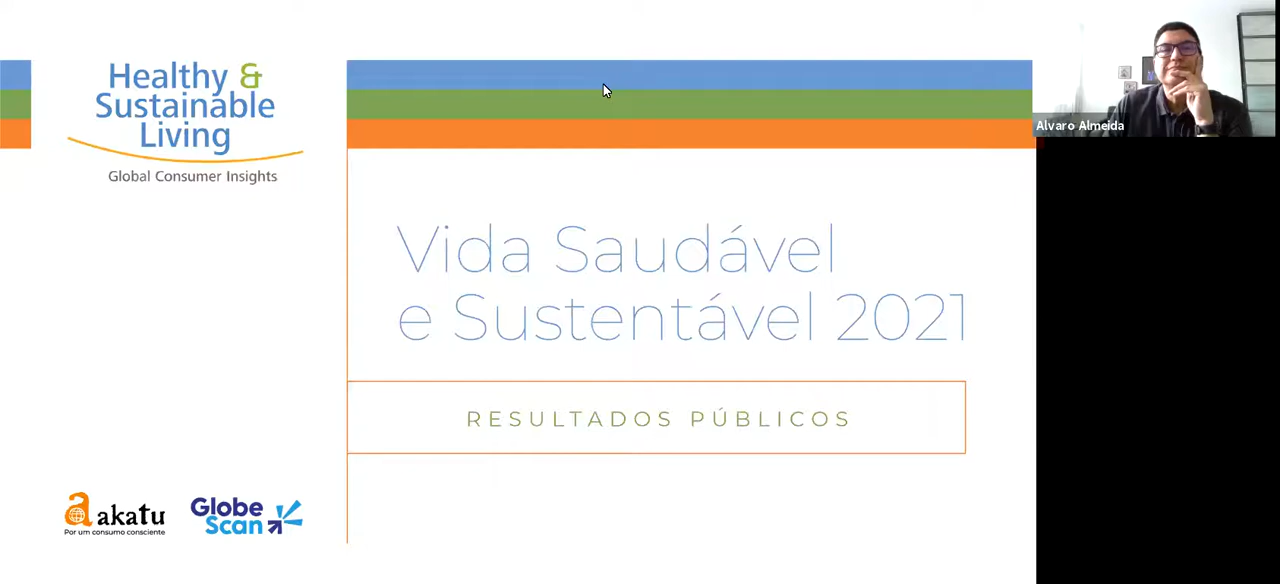 Healthy &
Sustainable
Living
Global Consumer Insights
Alvaro Almeida
Vida Saudável
e Sustentável 2021
RESULTADOS PÚBLICOS
a akatu
Por um consumo consciente
Globe
Scan